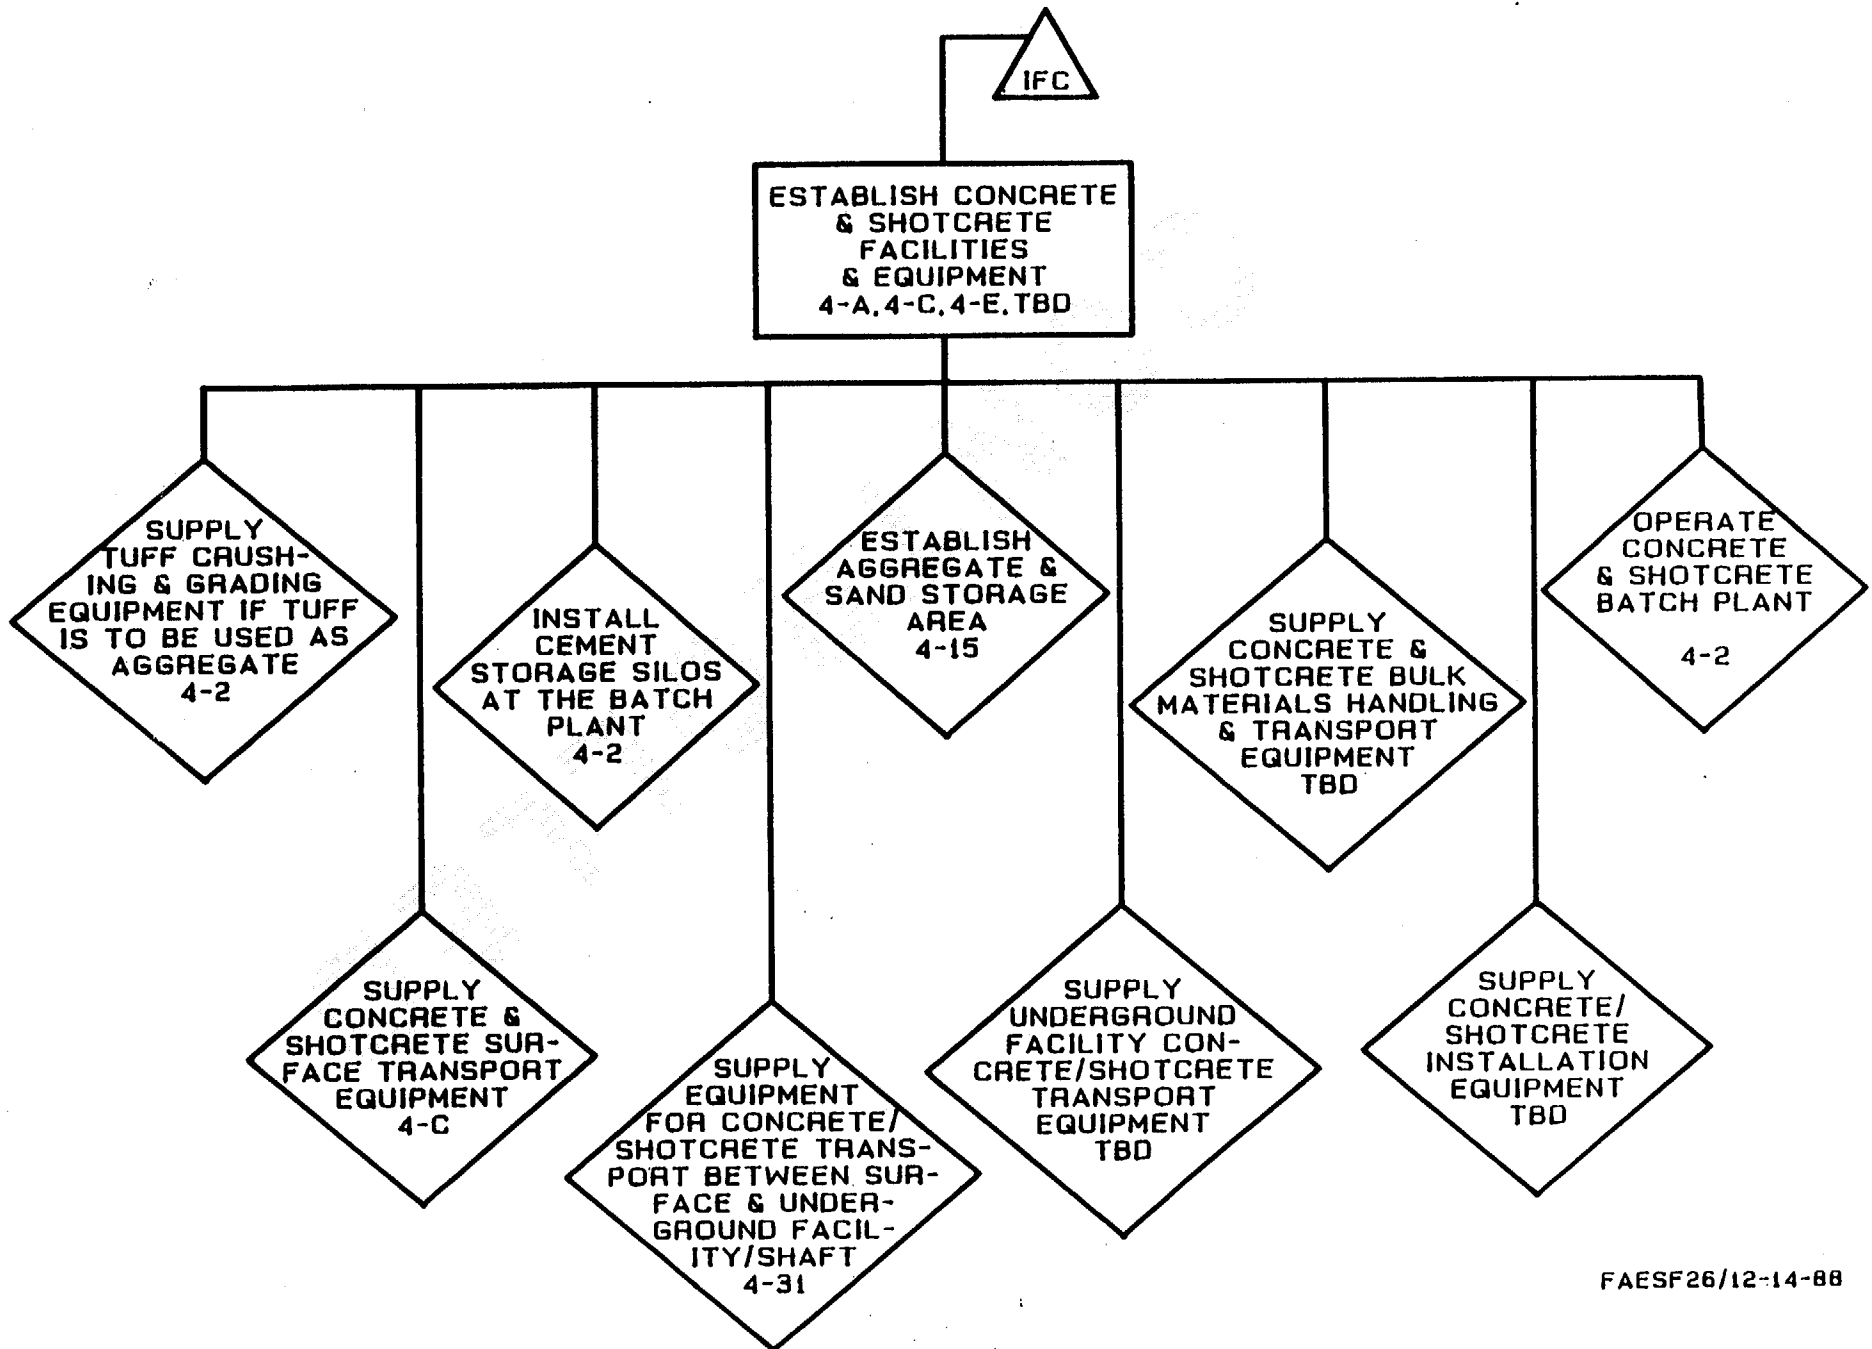 IFC
ESTABLISH CONCRETE
& SHOTCRETE
FACILITIES
& EQUIPMENT
4-A, 4-C, 4-E, TBD
SUPPLY
TUFF CRUSH-
ING & GRADING
EQUIPMENT IF TUFF
IS TO BE USED AS
AGGREGATE
4-2
INSTALL
CEMENT
STORAGE SILOS
AT THE BATCH
PLANT
4-2
ESTABLISH
AGGREGATE &
SAND STORAGE
AREA
4-15
SUPPLY
CONCRETE &
SHOTCRETE BULK
MATERIALS HANDLING
& TRANSPORT
EQUIPMENT
TBD
OPERATE
CONCRETE
& SHOTCRETE
BATCH PLANT
4-2
SUPPLY
CONCRETE &
SHOTCRETE SUR-
FACE TRANSPORT
EQUIPMENT
4-C
SUPPLY
EQUIPMENT
FOR CONCRETE/
SHOTCRETE TRANS-
PORT BETWEEN SUR-
FACE & UNDER-
GROUND FACIL-
ITY/SHAFT
4-31
SUPPLY
UNDERGROUND
FACILITY CON-
CRETE/SHOTCRETE
TRANSPORT
EQUIPMENT
TBD
SUPPLY
CONCRETE/
SHOTCRETE
INSTALLATION
EQUIPMENT
TBD
FAESF26/12-14-88